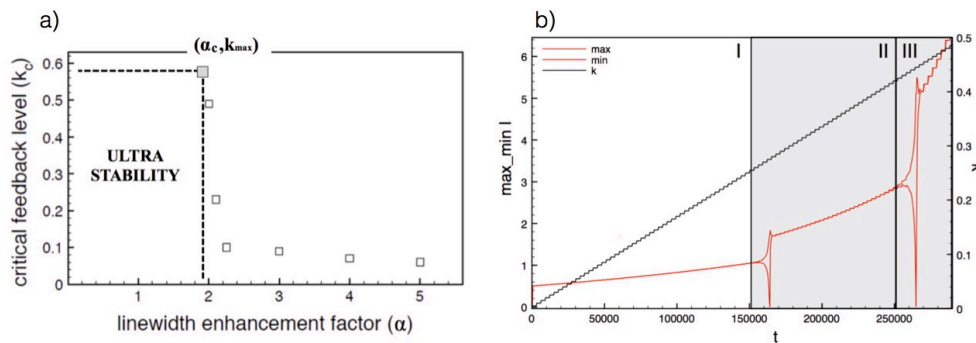 a)
(αc,kmax)
critical feedback level (kc)
0.6
0.5
0.4
0.3
0.2
0.1
0
ULTRA
STABILITY
1 2 3 4 5
linewidth enhancement factor (α)
b)
max_min I
6
5
4
3
2
1
0
max
min
k
I II III
0.5
0.4
0.3
0.2
0.1
0
K
0 50000 100000 150000 200000 250000
t